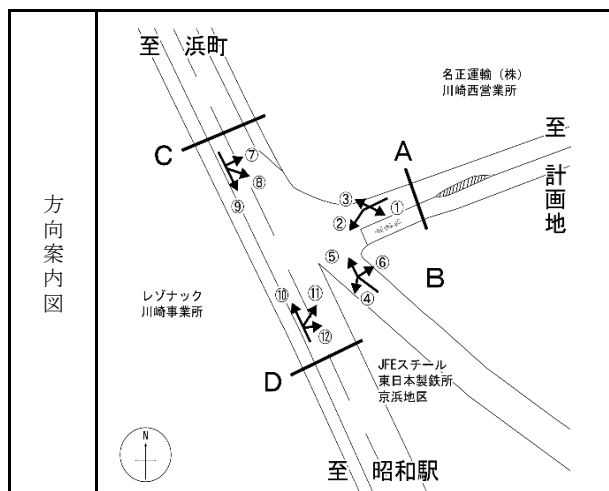 方向案内図
至 浜町
名正運輸（株）
川崎西営業所
至 計画地
A
C
⑦
⑧
⑨
③
①
②
⑤
⑥
④
B
レゾナック
川崎事業所
⑩
⑪
⑫
D
JFEスチール
東日本製鉄所
京浜地区
N
至 昭和駅